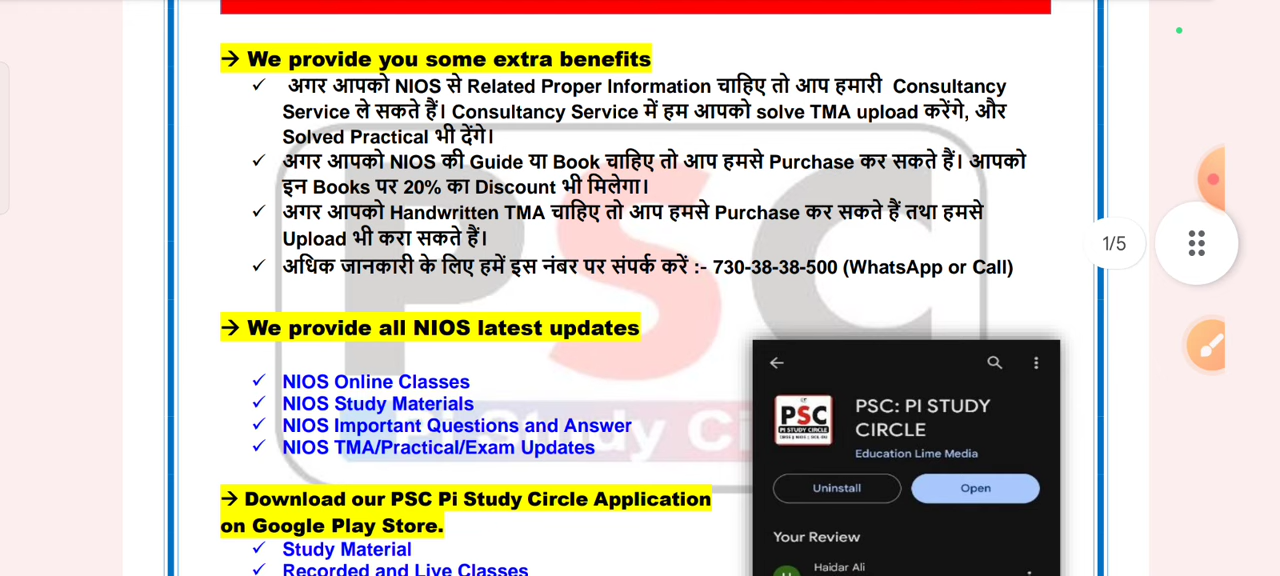 → We provide you some extra benefits
✓ अगर आपको NIOS से Related Proper Information चाहिए तो आप हमारी Consultancy
Service ले सकते हैं। Consultancy Service में हम आपको solve TMA upload करेंगे, और
Solved Practical भी देंगे।
✓ अगर आपको NIOS की Guide या Book चाहिए तो आप हमसे Purchase कर सकते हैं। आपको
इन Books पर 20% का Discount भी मिलेगा।
✓ अगर आपको Handwritten TMA चाहिए तो आप हमसे Purchase कर सकते हैं तथा हमसे
Upload भी करा सकते हैं।
✓ अधिक जानकारी के लिए हमें इस नंबर पर संपर्क करें :- 730-38-38-500 (WhatsApp or Call)
1/5
→ We provide all NIOS latest updates
✓ NIOS Online Classes
✓ NIOS Study Materials
✓ NIOS Important Questions and Answer
✓ NIOS TMA/Practical/Exam Updates
→ Download our PSC Pi Study Circle Application
on Google Play Store.
✓ Study Material
✓ Recorded and Live Classes
PSC
PI STUDY CIRCLE
PSC: PI STUDY
CIRCLE
Education Lime Media
Uninstall
Open
Your Review
Haidar Ali
PSC